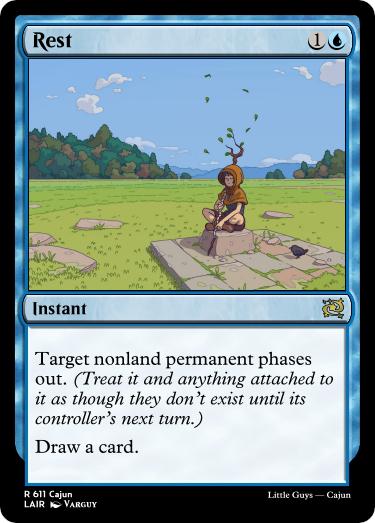 Rest 1
Instant
Target nonland permanent phases
out. (Treat it and anything attached to
it as though they don't exist until its
controller's next turn.)
Draw a card.
R 611 Cajun
LAIR Varguy
Little Guys — Cajun